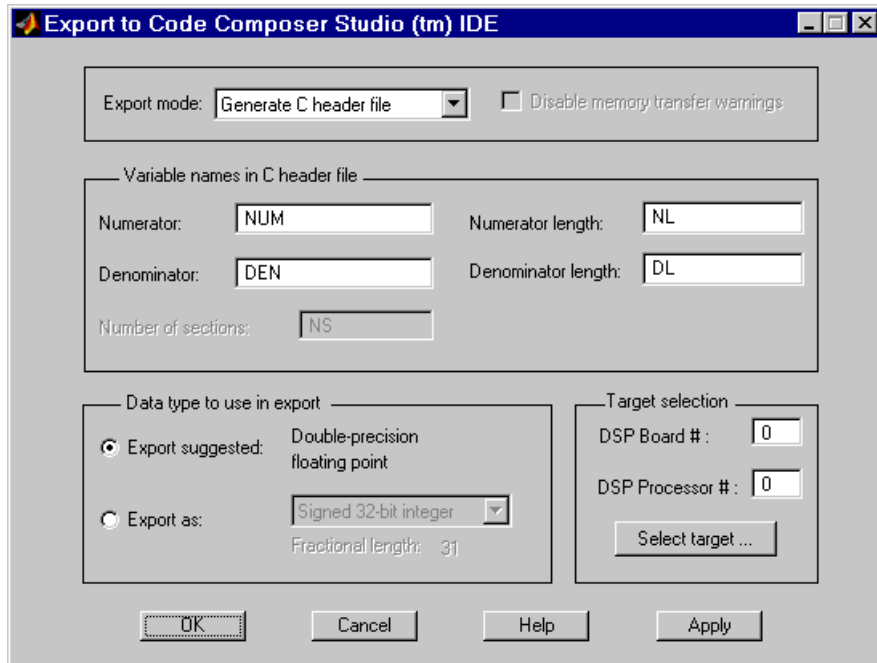 Export to Code Composer Studio (tm) IDE
Export mode: Generate C header file Disable memory transfer warnings
Variable names in C header file
Numerator: NUM Numerator length: NL
Denominator: DEN Denominator length: DL
Number of sections: NS
Data type to use in export
Export suggested: Double-precision
floating point
Export as: Signed 32-bit integer
Fractional length: 31
Target selection
DSP Board # : 0
DSP Processor # : 0
Select target ...
OK Cancel Help Apply